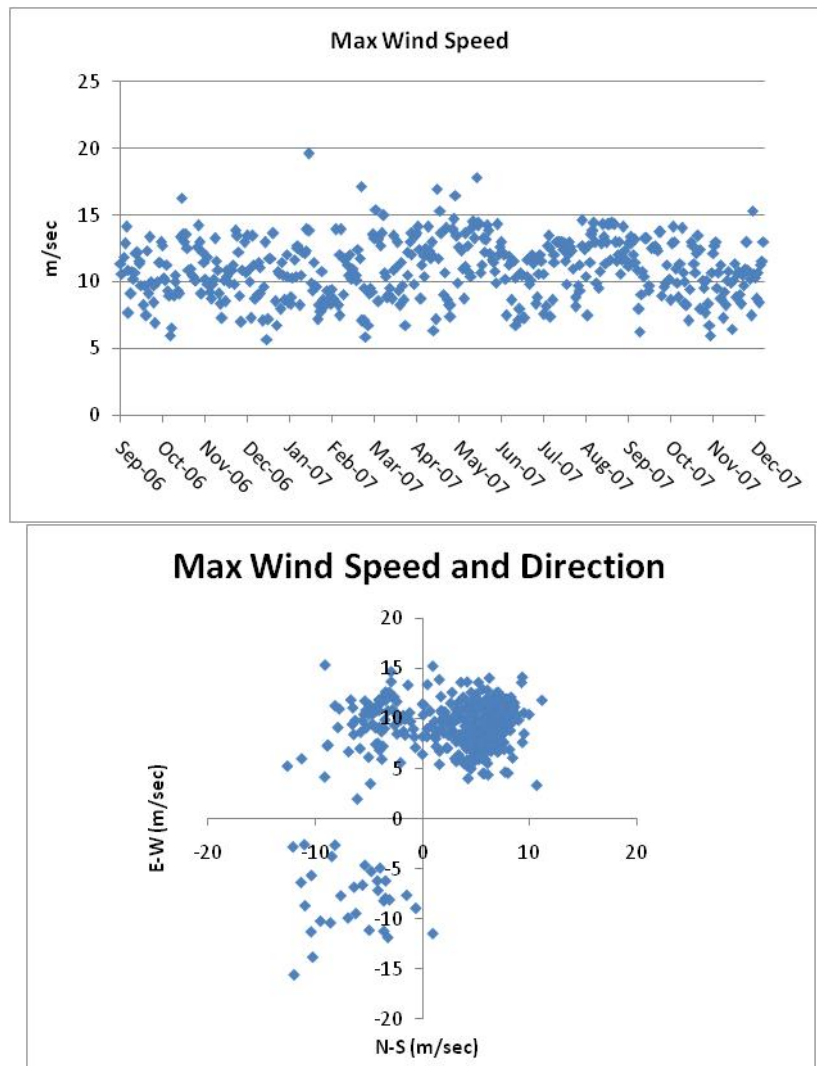 Max Wind Speed
25
20
15
10
5
0
m/sec
Sep-06 Oct-06 Nov-06 Dec-06 Jan-07 Feb-07 Mar-07 Apr-07 May-07 Jun-07 Jul-07 Aug-07 Sep-07 Oct-07 Nov-07 Dec-07
Max Wind Speed and Direction
20
15
10
5
0
-20 -10 0 10 20
-5
-10
-15
-20
E-W (m/sec)
N-S (m/sec)